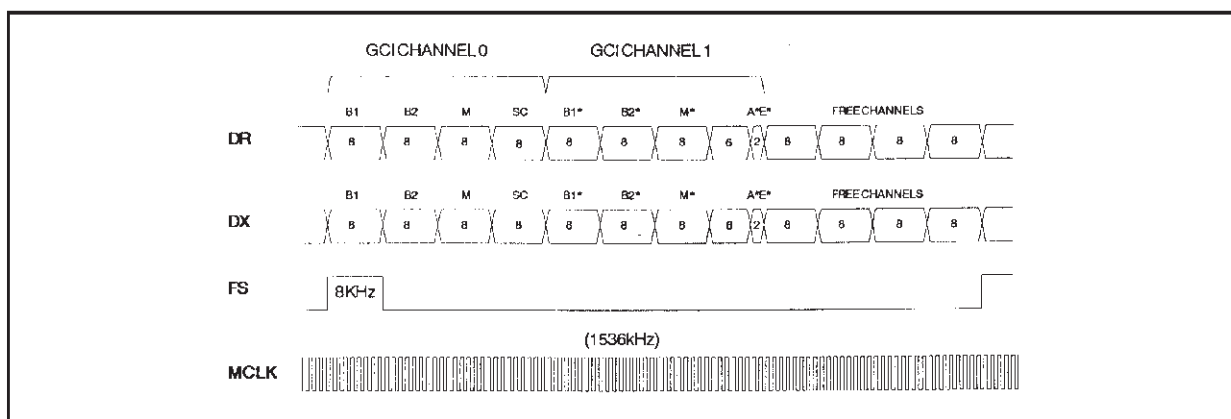 GCI CHANNEL 0 GCI CHANNEL 1
B1 B2 M SC B1* B2* M* A*E* FREE CHANNELS
DR 8 8 8 8 8 8 8 6 2 8 8 8 8
B1 B2 M SC B1* B2* M* A*E* FREE CHANNELS
DX 8 8 8 8 8 8 8 6 2 8 8 8 8
FS 8KHz
(1536kHz)
MCLK